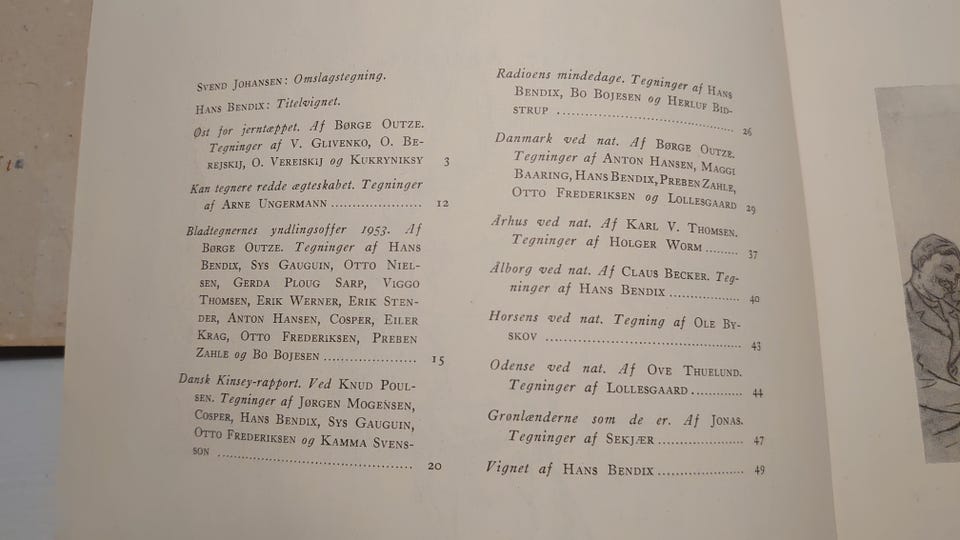 SVEND JOHANSEN: Omslagstegning.
HANS BENDIX: Titelvignet.
Øst for jerntæppet. Af BØRGE OUTZE.
Tegninger af V. GLIVENKO, O. BE-
REJSKIJ, O. VEREISKIJ og KUKRYNIKSY 3
Kan tegnere redde ægteskabet. Tegninger
af ARNE UNGERMANN ..................... 12
Bladtegnernes yndlingsoffer 1953. Af
BØRGE OUTZE. Tegninger af HANS
BENDIX, SYS GAUGUIN, OTTO NIEL-
SEN, GERDA PLOUG SARP, VIGGO
THOMSEN, ERIK WERNER, ERIK STEN-
DER, ANTON HANSEN, COSPER, EILER
KRAG, OTTO FREDERIKSEN, PREBEN
ZAHLE og BO BOJESEN ..................... 15
Dansk Kinsey-rapport. Ved KNUD POUL-
SEN. Tegninger af JØRGEN MOGENSEN,
COSPER, HANS BENDIX, SYS GAUGUIN,
OTTO FREDERIKSEN og KAMMA SVENS-
SON ............................................. 20
Radioens mindedage. Tegninger af HANS
BENDIX, BO BOJESEN og HERLUF BID-
STRUP ......................................... 26
Danmark ved nat. Af BØRGE OUTZE.
Tegninger af ANTON HANSEN, MAGGI
BAARING, HANS BENDIX, PREBEN ZAHLE,
OTTO FREDERIKSEN og LOLLESGAARD 29
Århus ved nat. Af KARL V. THOMSEN.
Tegninger af HOLGER WORM ........ 37
Ålborg ved nat. Af CLAUS BECKER. Teg-
ninger af HANS BENDIX ................. 40
Horsens ved nat. Tegning af OLE BY-
SKOV ............................................. 43
Odense ved nat. Af OVE THUELUND.
Tegninger af LOLLESGAARD ............ 44
Grønlænderne som de er. Af JONAS.
Tegninger af SEKJÆR .................... 47
Vignet af HANS BENDIX ..................... 49